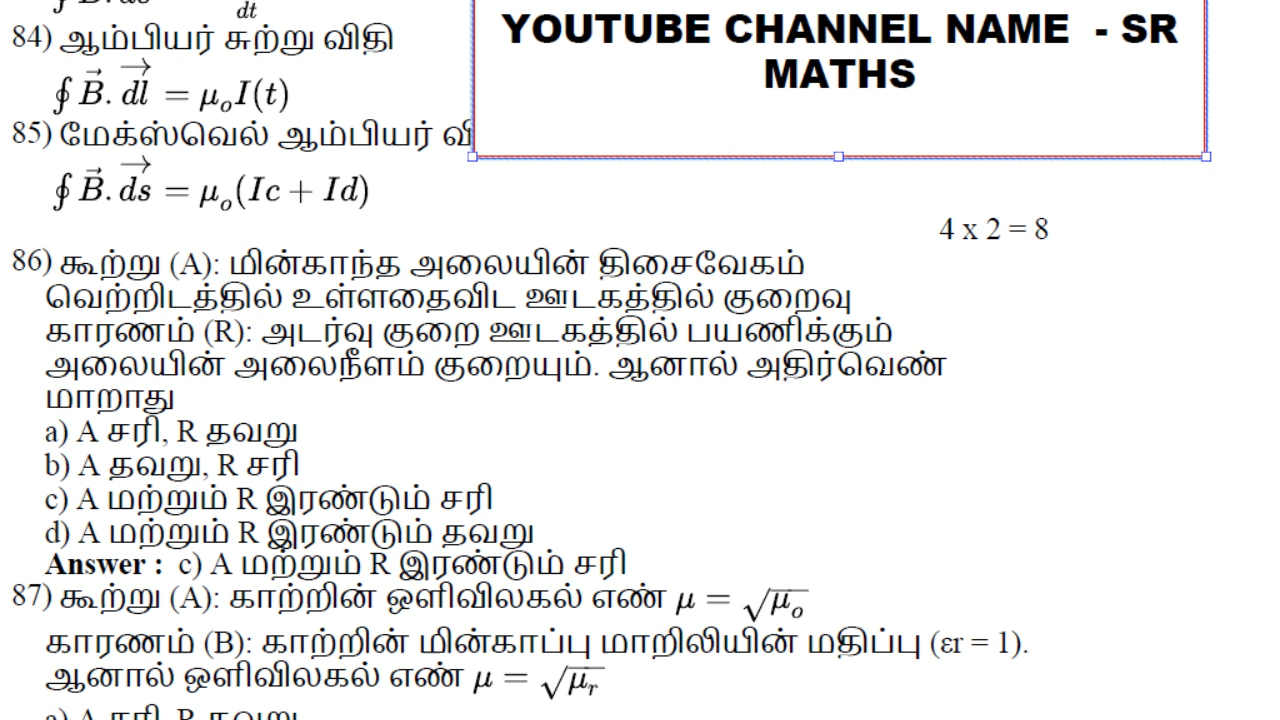 dt
84) ஆம்பியர் சுற்று விதி
∮ B⃗. dl⃗ = μₒI(t)
85) மேக்ஸ்வெல் ஆம்பியர்
∮ B⃗. ds⃗ = μₒ(Ic + Id)
YOUTUBE CHANNEL NAME - SR
MATHS
4 x 2 = 8
86) கூற்று (A): மின்காந்த அலையின் திசைவேகம்
வெற்றிடத்தில் உள்ளதைவிட ஊடகத்தில் குறைவு
காரணம் (R): அடர்வு குறை ஊடகத்தில் பயணிக்கும்
அலையின் அலைநீளம் குறையும். ஆனால் அதிர்வெண்
மாறாது
a) A சரி, R தவறு
b) A தவறு, R சரி
c) A மற்றும் R இரண்டும் சரி
d) A மற்றும் R இரண்டும் தவறு
Answer : c) A மற்றும் R இரண்டும் சரி
87) கூற்று (A): காற்றின் ஒளிவிலகல் எண் μ = √μₒ
காரணம் (B): காற்றின் மின்காப்பு மாறிலியின் மதிப்பு (εr = 1).
ஆனால் ஒளிவிலகல் எண் μ = √μᵣ
a) A சரி, R தவறு